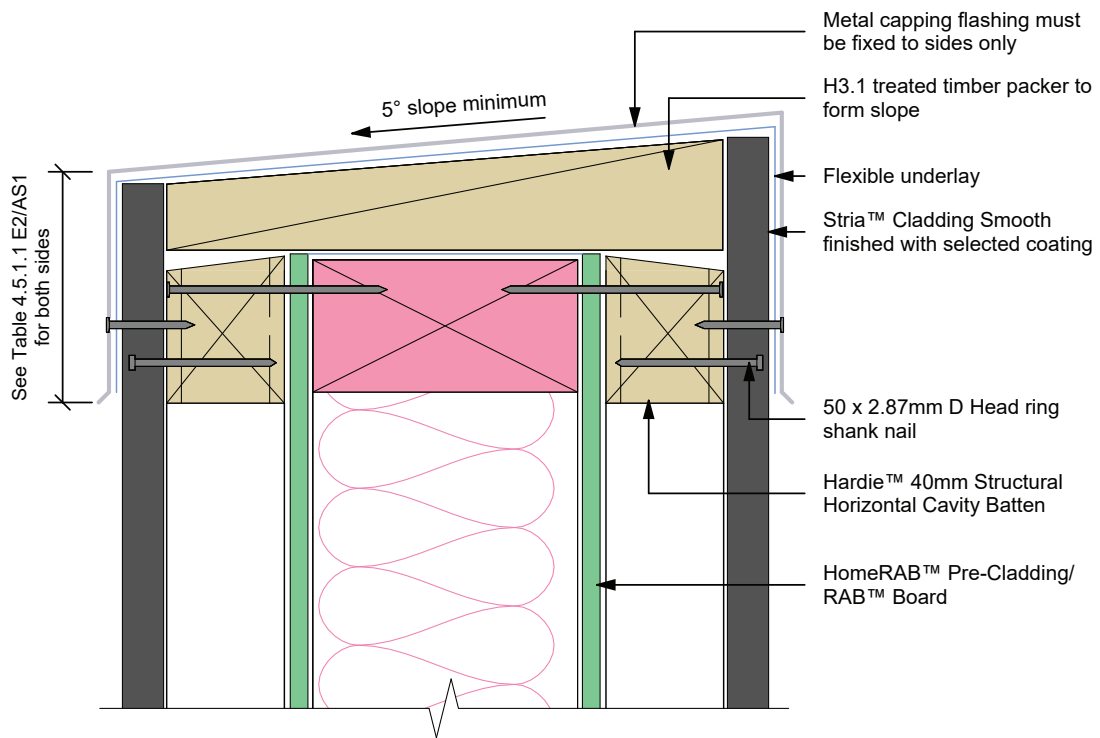 Metal capping flashing must
be fixed to sides only
5° slope minimum
H3.1 treated timber packer to
form slope
Flexible underlay
Stria™ Cladding Smooth
finished with selected coating
See Table 4.5.1.1 E2/AS1
for both sides
50 x 2.87mm D Head ring
shank nail
Hardie™ 40mm Structural
Horizontal Cavity Batten
HomeRAB™ Pre-Cladding/
RAB™ Board